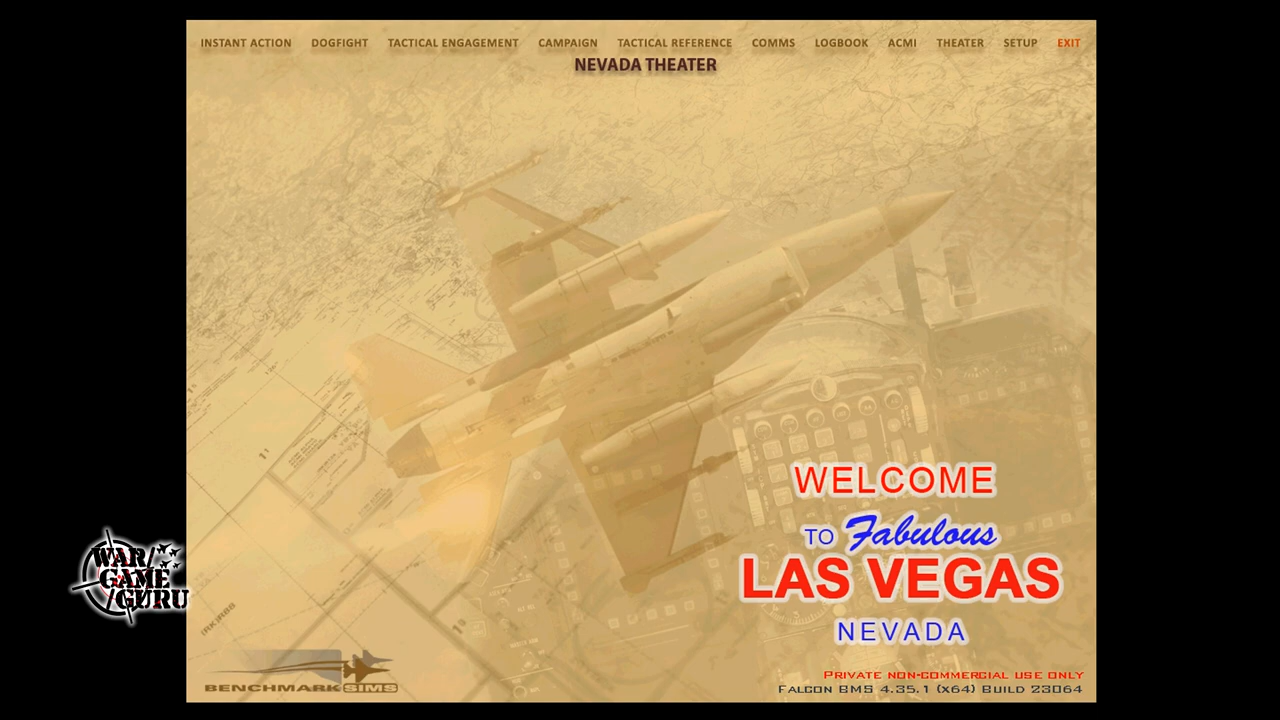 INSTANT ACTION DOGFIGHT TACTICAL ENGAGEMENT CAMPAIGN TACTICAL REFERENCE COMMS LOGBOOK ACMI THEATER SETUP EXIT
NEVADA THEATER
WELCOME
TO Fabulous
LAS VEGAS
NEVADA
WAR
GAME
GURU
BENCHMARK SIMS
PRIVATE NON-COMMERCIAL USE ONLY
FALCON BMS 4.35.1 (X64) BUILD 23064